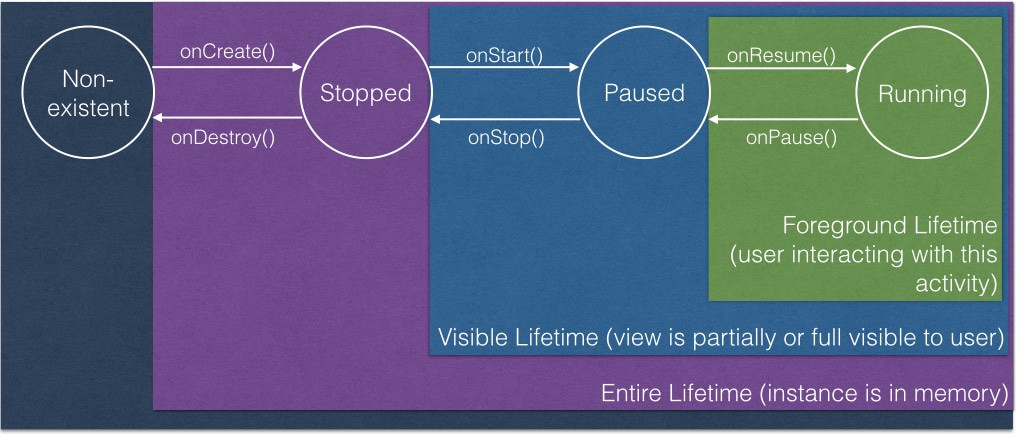 onCreate()
onStart()
onResume()
Non-
existent
Stopped
Paused
Running
onDestroy()
onStop()
onPause()
Foreground Lifetime
(user interacting with this
activity)
Visible Lifetime (view is partially or full visible to user)
Entire Lifetime (instance is in memory)